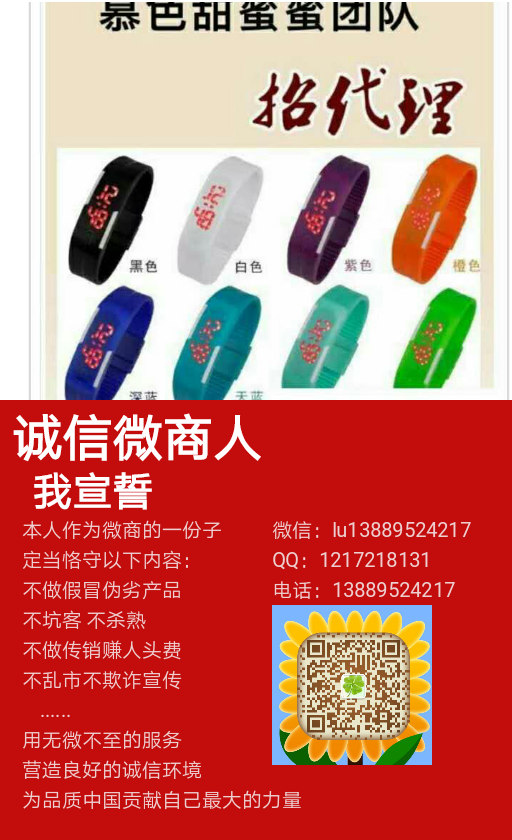 慕色甜蜜蜜团队
招代理
黑色
白色
紫色
橙色
深蓝
天蓝
诚信微商人
我宣誓
本人作为微商的一份子
定当恪守以下内容：
不做假冒伪劣产品
不坑客 不杀熟
不做传销赚人头费
不乱市不欺诈宣传
......
用无微不至的服务
营造良好的诚信环境
为品质中国贡献自己最大的力量
微信：lu13889524217
QQ：1217218131
电话：13889524217